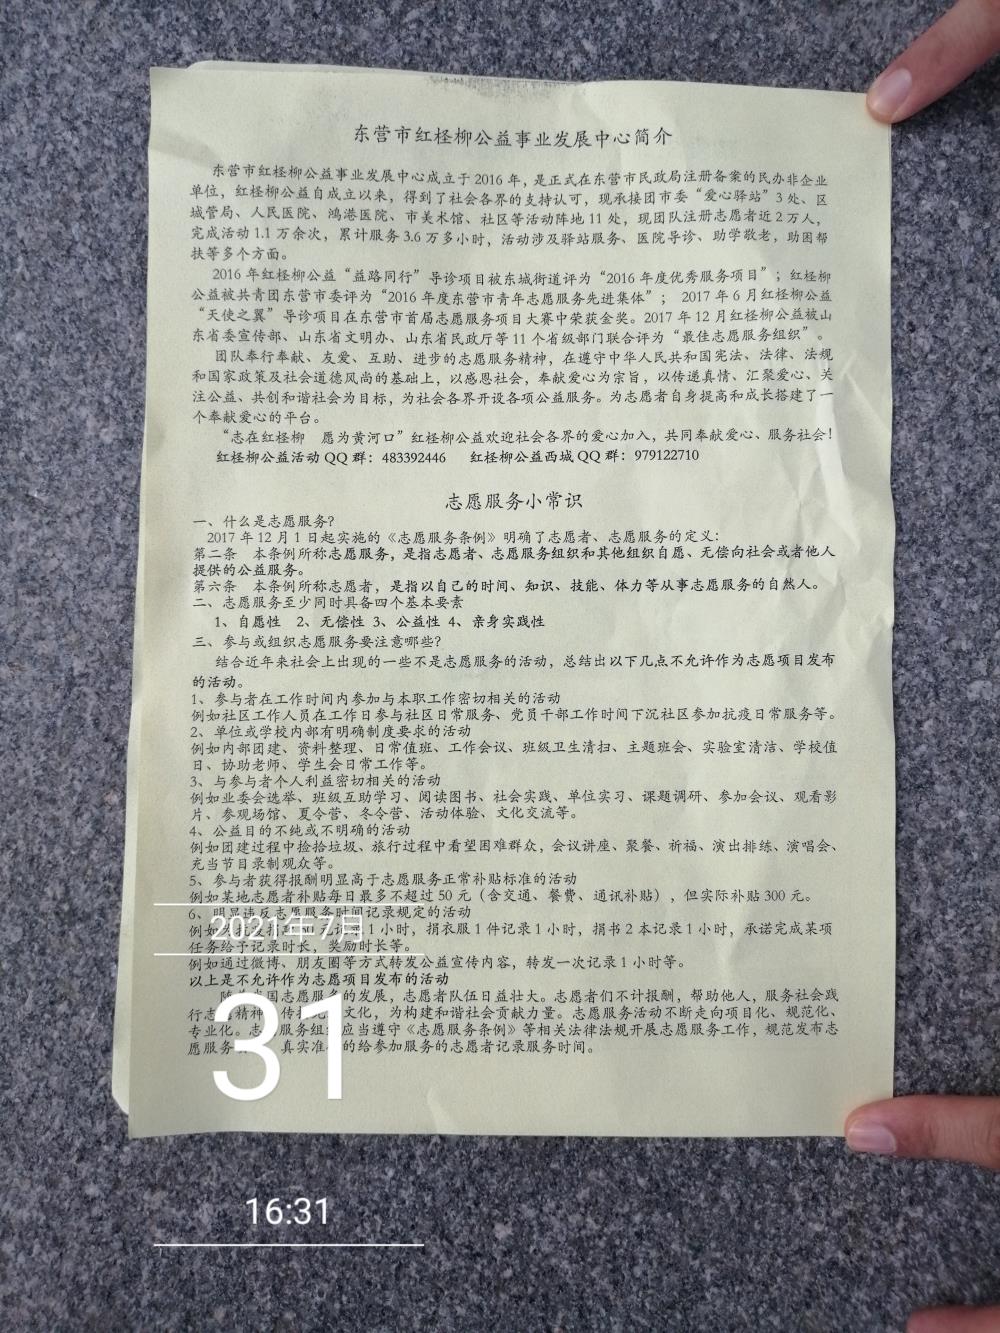 东营市红柽柳公益事业发展中心简介
东营市红柽柳公益事业发展中心成立于 2016 年，是正式在东营市民政局注册备案的民办非企业
单位，红柽柳公益自成立以来，得到了社会各界的支持认可，现承接团市委“爱心驿站”3 处、区
城管局、人民医院、鸿港医院、市美术馆、社区等活动阵地 11 处，现团队注册志愿者近 2 万人，
完成活动 1.1 万余次，累计服务 3.6 万多小时，活动涉及驿站服务、医院导诊、助学敬老，助困帮
扶等多个方面。
2016 年红柽柳公益“益路同行”导诊项目被东城街道评为“2016 年度优秀服务项目”；红柽柳
公益被共青团东营市委评为“2016 年度东营市青年志愿服务先进集体”； 2017 年 6 月红柽柳公益
“天使之翼”导诊项目在东营市首届志愿服务项目大赛中荣获金奖。2017 年 12 月红柽柳公益被山
东省委宣传部、山东省文明办、山东省民政厅等 11 个省级部门联合评为“最佳志愿服务组织”。
团队奉行奉献、友爱、互助、进步的志愿服务精神，在遵守中华人民共和国宪法、法律、法规
和国家政策及社会道德风尚的基础上，以感恩社会，奉献爱心为宗旨，以传递真情、汇聚爱心、关
注公益、共创和谐社会为目标，为社会各界开设各项公益服务。为志愿者自身提高和成长搭建了一
个奉献爱心的平台。
“志在红柽柳　愿为黄河口”红柽柳公益欢迎社会各界的爱心加入，共同奉献爱心、服务社会！
红柽柳公益活动 QQ 群：483392446　红柽柳公益西城 QQ 群：979122710
志愿服务小常识
一、什么是志愿服务？
2017 年 12 月 1 日起实施的《志愿服务条例》明确了志愿者、志愿服务的定义：
第二条　本条例所称志愿服务，是指志愿者、志愿服务组织和其他组织自愿、无偿向社会或者他人
提供的公益服务。
第六条　本条例所称志愿者，是指以自己的时间、知识、技能、体力等从事志愿服务的自然人。
二、志愿服务至少同时具备四个基本要素
1、自愿性　2、无偿性 3、公益性 4、亲身实践性
三、参与或组织志愿服务要注意哪些？
结合近年来社会上出现的一些不是志愿服务的活动，总结出以下几点不允许作为志愿项目发布
的活动。
1、参与者在工作时间内参加与本职工作密切相关的活动
例如社区工作人员在工作日参与社区日常服务、党员干部工作时间下沉社区参加抗疫日常服务等。
2、单位或学校内部有明确制度要求的活动
例如内部团建、资料整理、日常值班、工作会议、班级卫生清扫、主题班会、实验室清洁、学校值
日、协助老师、学生会日常工作等。
3、与参与者个人利益密切相关的活动
例如业委会选举、班级互助学习、阅读图书、社会实践、单位实习、课题调研、参加会议、观看影
片、参观场馆、夏令营、冬令营、活动体验、文化交流等。
4、公益目的不纯或不明确的活动
例如团建过程中捡拾垃圾、旅行过程中看望困难群众，会议讲座、聚餐、祈福、演出排练、演唱会、
充当节目录制观众等。
5、参与者获得报酬明显高于志愿服务正常补贴标准的活动
例如某地志愿者补贴每日最多不超过 50 元（含交通、餐费、通讯补贴），但实际补贴 300 元。
6、明显违反志愿服务时间记录规定的活动
2021年7月
例如 记录 1 小时，捐衣服 1 件记录 1 小时，捐书 2 本记录 1 小时，承诺完成某项
任务给予记录时长，奖励时长等。
例如通过微博、朋友圈等方式转发公益宣传内容，转发一次记录 1 小时等。
以上是不允许作为志愿项目发布的活动
随 国志愿服 的发展，志愿者队伍日益壮大。志愿者们不计报酬，帮助他人，服务社会践
行志 精神 传 文化，为构建和谐社会贡献力量。志愿服务活动不断走向项目化、规范化、
专业化。志 服务组 应当遵守《志愿服务条例》等相关法律法规开展志愿服务工作，规范发布志
愿服务 真实准 的给参加服务的志愿者记录服务时间。
31
16:31